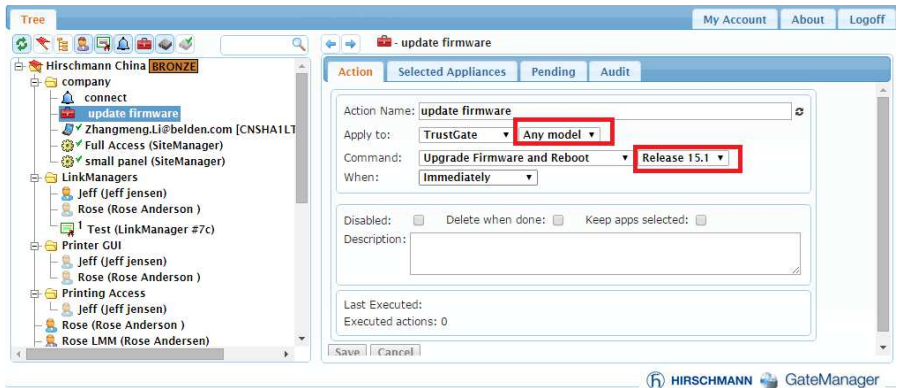 Tree
My Account About Logoff
Hirschmann China BRONZE
company
connect
update firmware
Zhangmeng.Li@belden.com [CNSHA1LT
Full Access (SiteManager)
small panel (SiteManager)
LinkManagers
Jeff (Jeff jensen)
Rose (Rose Anderson )
1 Test (LinkManager #7c)
Printer GUI
Jeff (Jeff jensen)
Rose (Rose Anderson )
Printing Access
Jeff (Jeff jensen)
Rose (Rose Anderson )
Rose LMM (Rose Andersen)
- update firmware
Action Selected Appliances Pending Audit
Action Name: update firmware
Apply to: TrustGate Any model
Command: Upgrade Firmware and Reboot Release 15.1
When: Immediately
Disabled: Delete when done: Keep apps selected:
Description:
Last Executed:
Executed actions: 0
Save Cancel
HIRSCHMANN GateManager